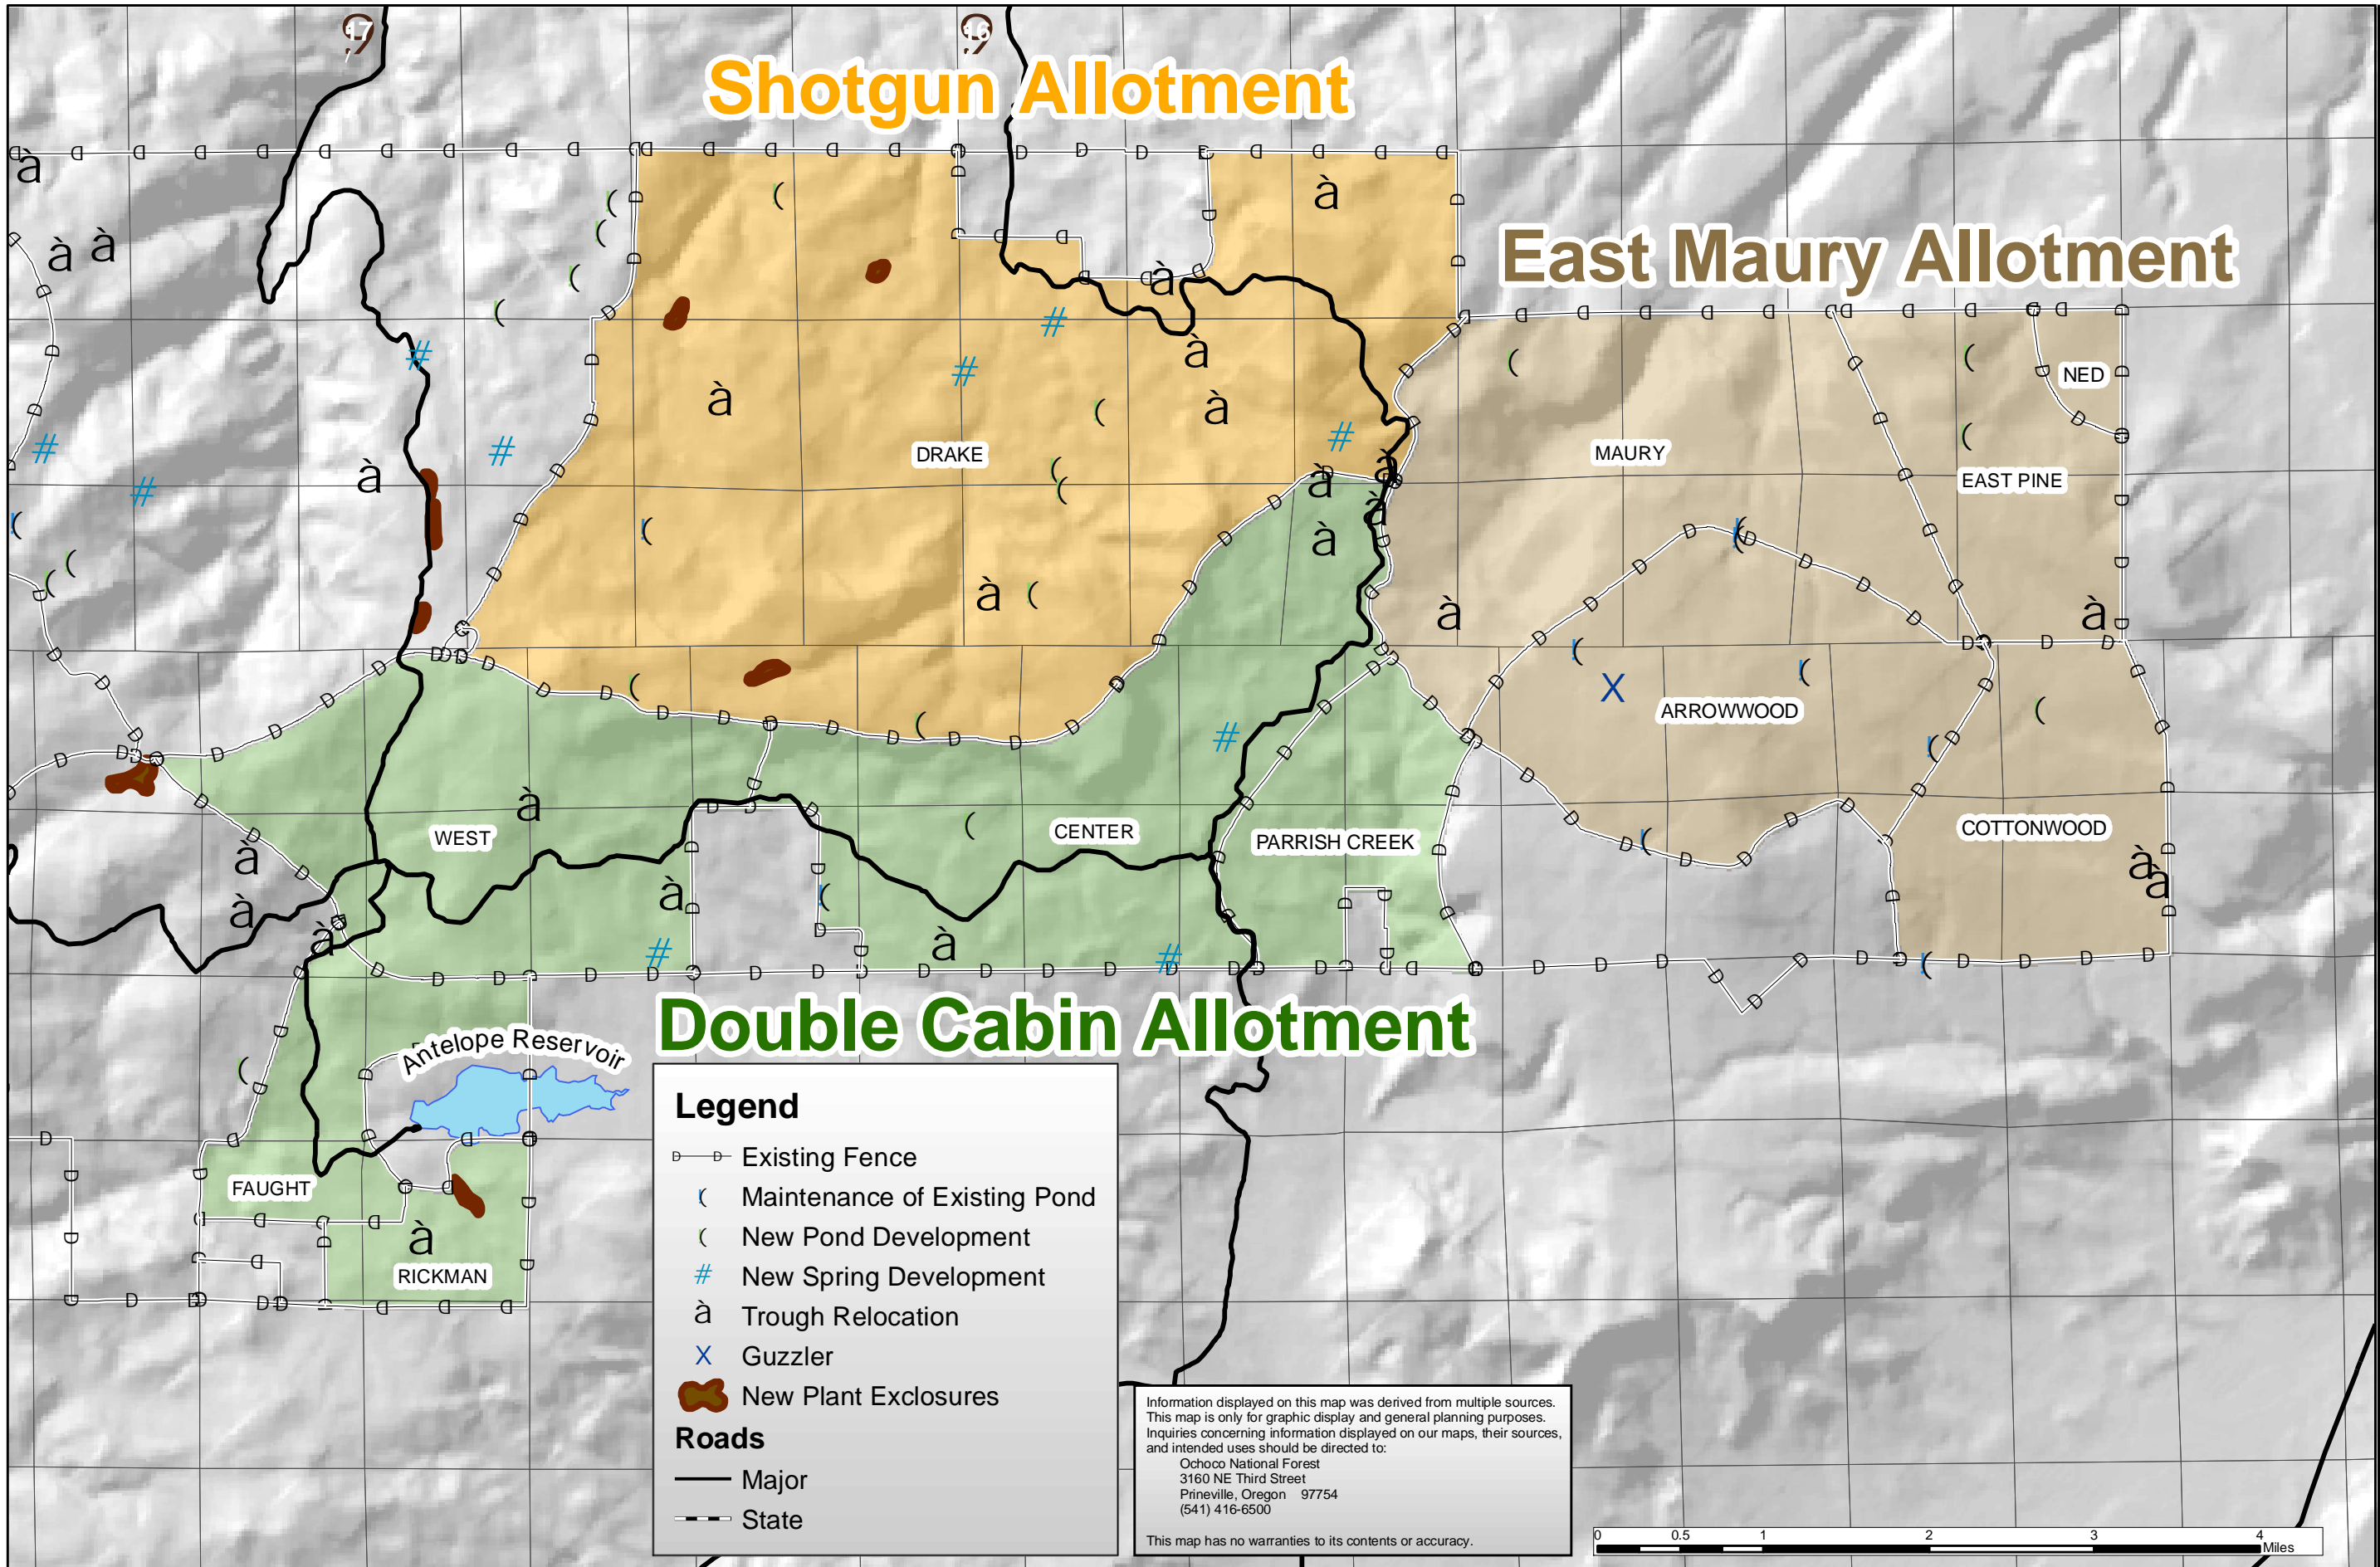 17
16
Shotgun Allotment
East Maury Allotment
NED
DRAKE
MAURY
EAST PINE
ARROWWOOD
WEST
CENTER
PARRISH CREEK
COTTONWOOD
Double Cabin Allotment
Antelope Reservoir
FAUGHT
RICKMAN
Legend
Existing Fence
Maintenance of Existing Pond
New Pond Development
New Spring Development
Trough Relocation
Guzzler
New Plant Exclosures
Roads
Major
State
Information displayed on this map was derived from multiple sources.
This map is only for graphic display and general planning purposes.
Inquiries concerning information displayed on our maps, their sources,
and intended uses should be directed to:
Ochoco National Forest
3160 NE Third Street
Prineville, Oregon 97754
(541) 416-6500
This map has no warranties to its contents or accuracy.
0 0.5 1 2 3 4
Miles